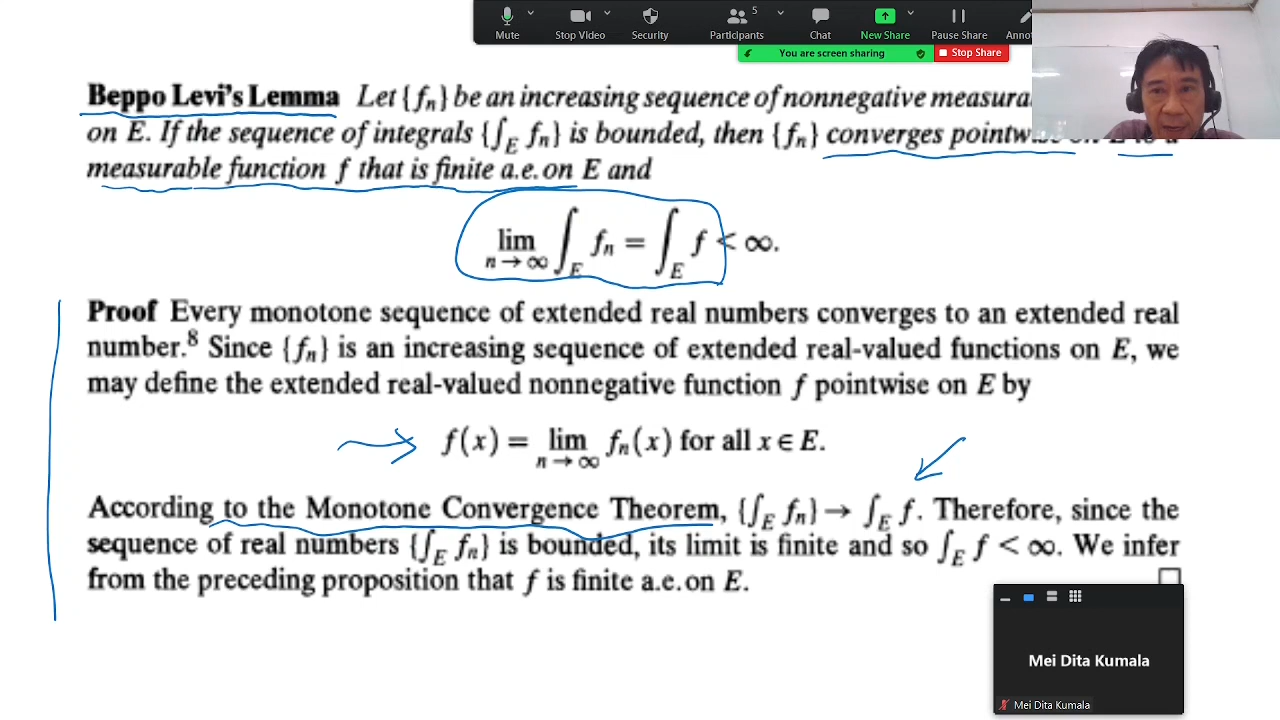 5
Mute
Stop Video
Security
Participants
Chat
New Share
Pause Share
You are screen sharing
Stop Share
Beppo Levi's Lemma Let {fn} be an increasing sequence of nonnegative
on E. If the sequence of integrals {∫E fn} is bounded, then {fn} converges
measurable function f that is finite a.e. on E and
lim n→∞ ∫E fn = ∫E f < ∞.
Proof Every monotone sequence of extended real numbers converges to an extended real
number.⁸ Since {fn} is an increasing sequence of extended real-valued functions on E, we
may define the extended real-valued nonnegative function f pointwise on E by
f(x) = lim n→∞ fn(x) for all x ∈ E.
According to the Monotone Convergence Theorem, {∫E fn} → ∫E f. Therefore, since the
sequence of real numbers {∫E fn} is bounded, its limit is finite and so ∫E f < ∞. We infer
from the preceding proposition that f is finite a.e. on E.
Mei Dita Kumala
Mei Dita Kumala